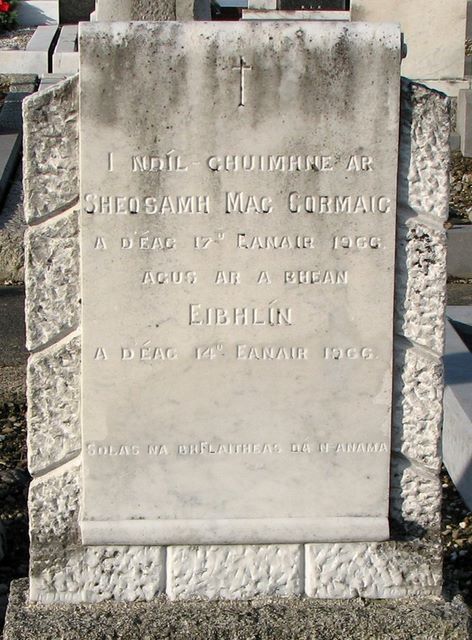 I NDÍL-CHUIMHNE AR
SHEOSAMH MAC CORMAIC
A D'ÉAG 17ú EANAIR 1966.
AGUS AR A BHEAN
EIBHLÍN
A D'ÉAG 14ú EANAIR 1966.
SOLAS NA BHFLAITHEAS DA N-ANAMA